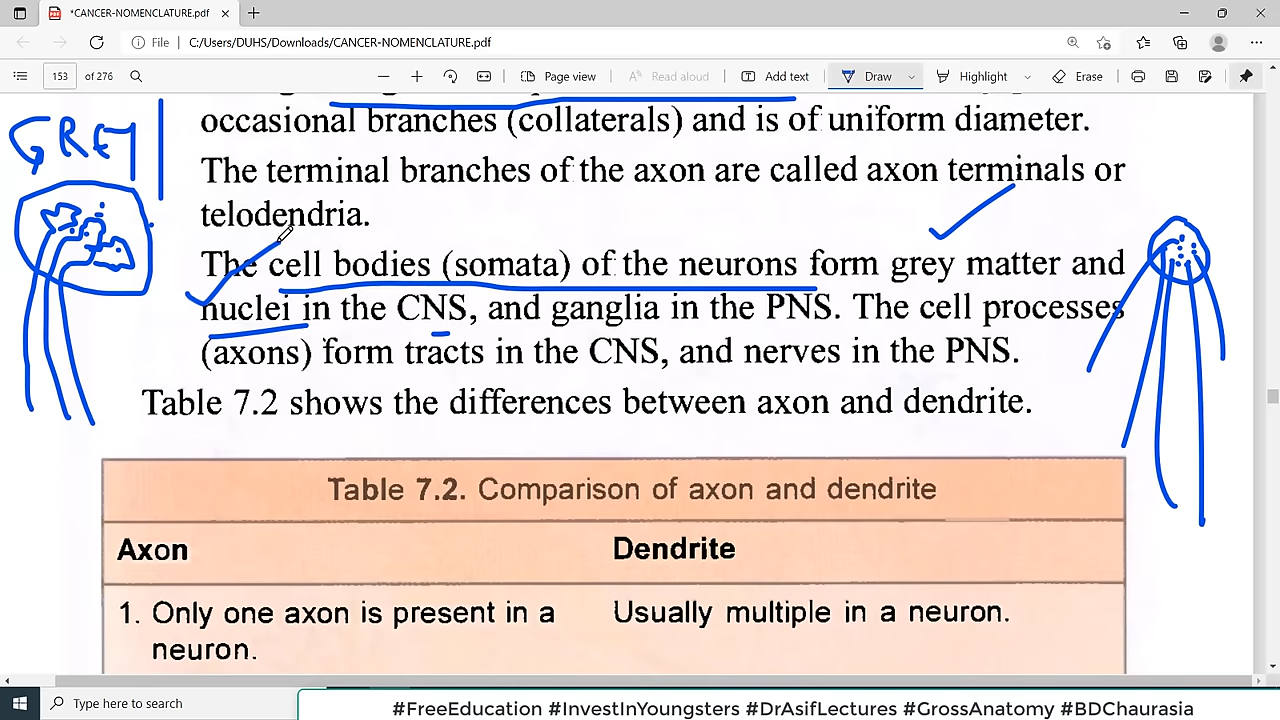 *CANCER-NOMENCLATURE.pdf
File C:/Users/DUHS/Downloads/CANCER-NOMENCLATURE.pdf
153 of 276 Page view Read aloud Add text Draw Highlight Erase
GREY
occasional branches (collaterals) and is of uniform diameter.
The terminal branches of the axon are called axon terminals or
telodendria.
The cell bodies (somata) of the neurons form grey matter and
nuclei in the CNS, and ganglia in the PNS. The cell processes
(axons) form tracts in the CNS, and nerves in the PNS.
Table 7.2 shows the differences between axon and dendrite.
Table 7.2. Comparison of axon and dendrite
Axon Dendrite
1. Only one axon is present in a Usually multiple in a neuron.
neuron.
Type here to search
#FreeEducation #InvestInYoungsters #DrAsifLectures #GrossAnatomy #BDChaurasia